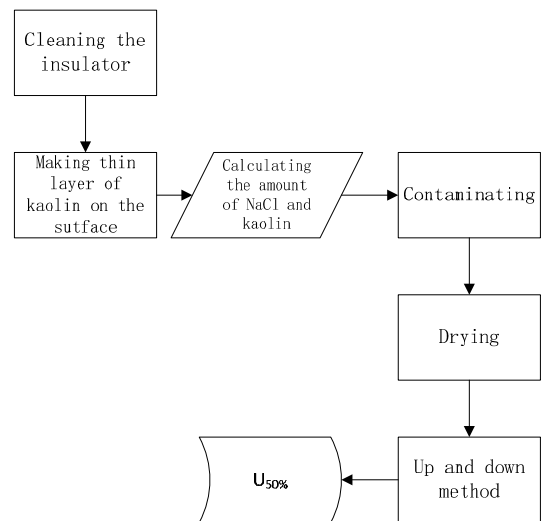 Cleaning the
insulator
Making thin
layer of
kaolin on the
sutface
Calculating
the amount
of NaCl and
kaolin
Contaminating
Drying
Up and down
method
U50%